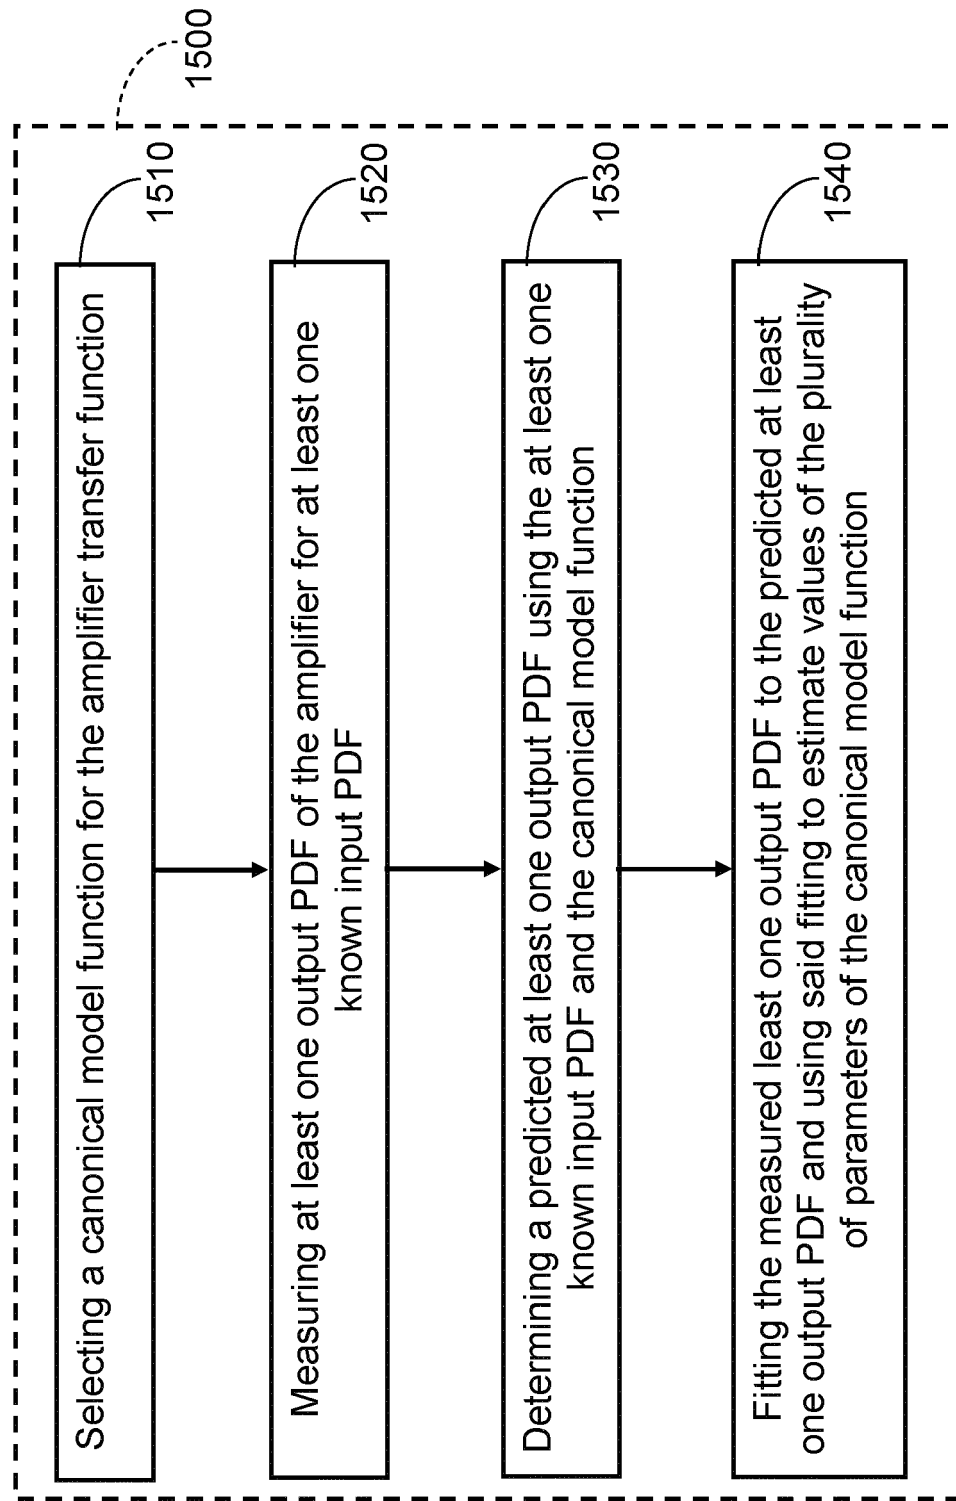 1500
1510
Selecting a canonical model function for the amplifier transfer function
1520
Measuring at least one output PDF of the amplifier for at least one
known input PDF
1530
Determining a predicted at least one output PDF using the at least one
known input PDF and the canonical model function
1540
Fitting the measured least one output PDF to the predicted at least
one output PDF and using said fitting to estimate values of the plurality
of parameters of the canonical model function